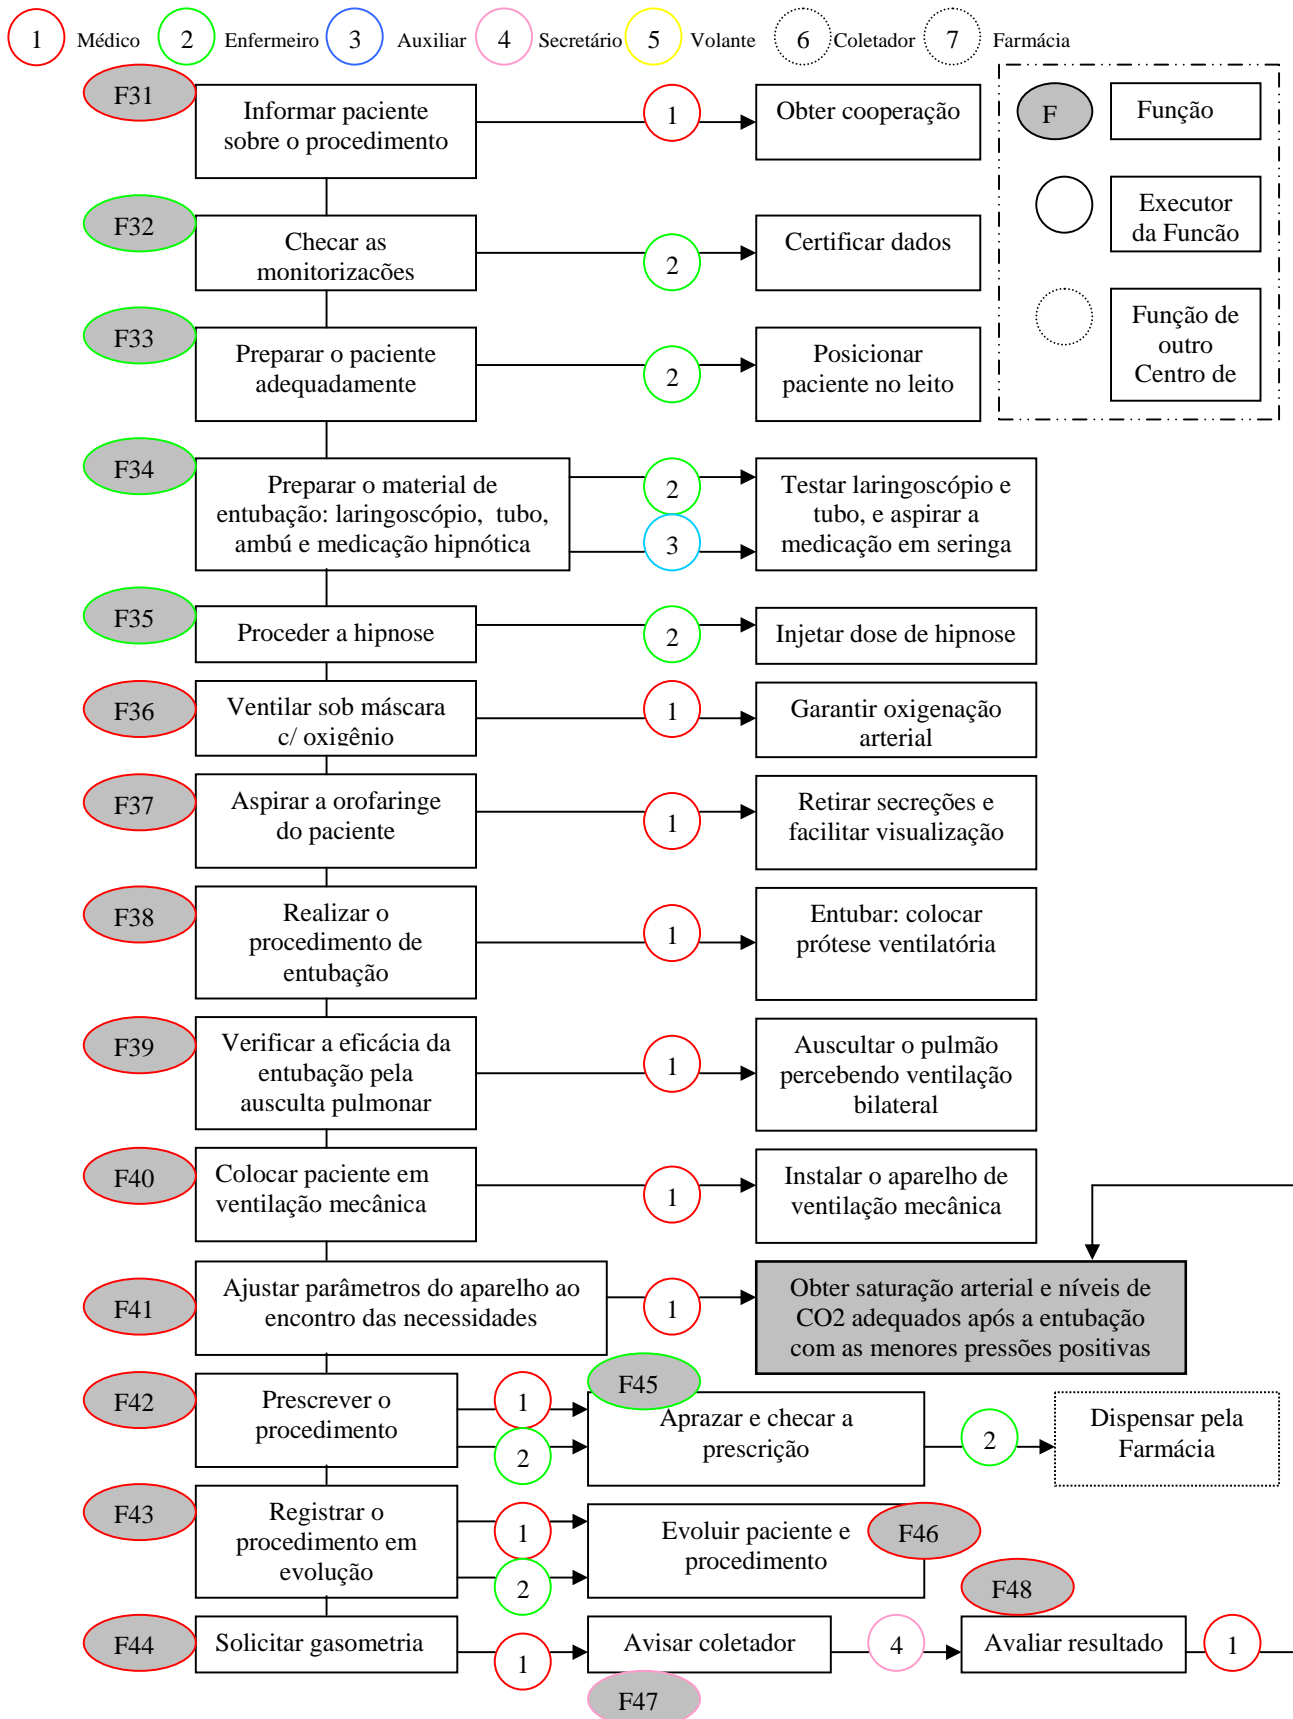 1 Médico 2 Enfermeiro 3 Auxiliar 4 Secretário 5 Volante 6 Coletador 7 Farmácia
F
Função
Executor
da Funcão
Função de
outro
Centro de
F31
Informar paciente
sobre o procedimento
1
Obter cooperação
F32
Checar as
monitorizacões
2
Certificar dados
F33
Preparar o paciente
adequadamente
2
Posicionar
paciente no leito
F34
Preparar o material de
entubação: laringoscópio, tubo,
ambú e medicação hipnótica
2
3
Testar laringoscópio e
tubo, e aspirar a
medicação em seringa
F35
Proceder a hipnose
2
Injetar dose de hipnose
F36
Ventilar sob máscara
c/ oxigênio
1
Garantir oxigenação
arterial
F37
Aspirar a orofaringe
do paciente
1
Retirar secreções e
facilitar visualização
F38
Realizar o
procedimento de
entubação
1
Entubar: colocar
prótese ventilatória
F39
Verificar a eficácia da
entubação pela
ausculta pulmonar
1
Auscultar o pulmão
percebendo ventilação
bilateral
F40
Colocar paciente em
ventilação mecânica
1
Instalar o aparelho de
ventilação mecânica
F41
Ajustar parâmetros do aparelho ao
encontro das necessidades
1
Obter saturação arterial e níveis de
CO2 adequados após a entubação
com as menores pressões positivas
F42
Prescrever o
procedimento
1
2
F45
Aprazar e checar a
prescrição
2
Dispensar pela
Farmácia
F43
Registrar o
procedimento em
evolução
1
2
Evoluir paciente e
procedimento
F46
F48
F44
Solicitar gasometria
1
Avisar coletador
4
Avaliar resultado
1
F47